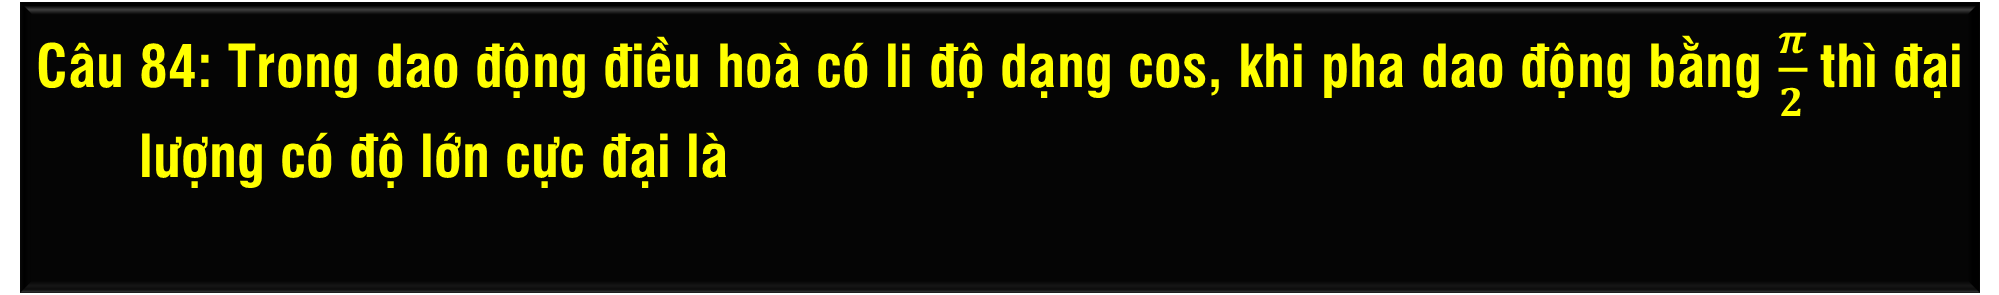 Câu 84: Trong dao động điều hoà có li độ dạng cos, khi pha dao động bằng π/2 thì đại
lượng có độ lớn cực đại là